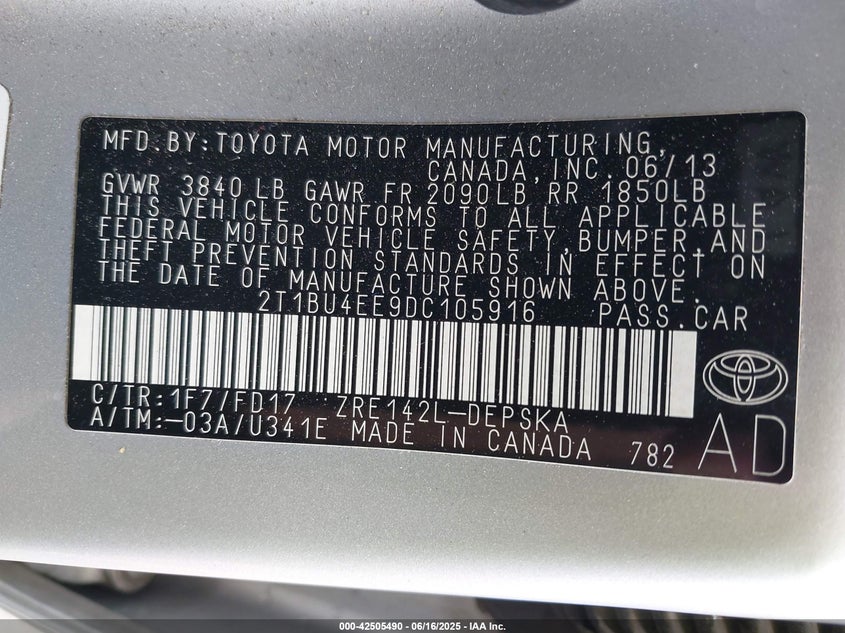 MFD.BY:TOYOTA MOTOR MANUFACTURING,
CANADA,INC. 06/13
GVWR 3840 LB GAWR FR 2090LB RR 1850LB
THIS VEHICLE CONFORMS TO ALL APPLICABLE
FEDERAL MOTOR VEHICLE SAFETY,BUMPER,AND
THEFT PREVENTION STANDARDS IN EFFECT ON
THE DATE OF MANUFACTURE SHOWN ABOVE.
2T1BU4EE9DC105916 PASS.CAR
C/TR:1F7/FD17 ZRE142L-DEPSKA
A/TM:-03A/U341E MADE IN CANADA 782
AD
000-42505490 - 06/16/2025 - IAA Inc.